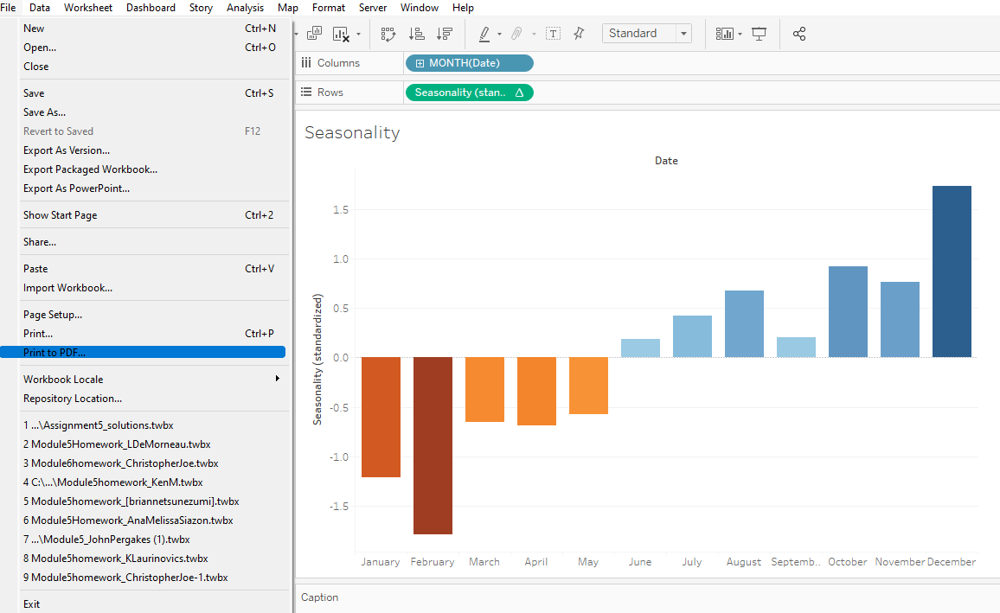 File Data Worksheet Dashboard Story Analysis Map Format Server Window Help
New Ctrl+N
Open... Ctrl+O
Close
Save Ctrl+S
Save As...
Revert to Saved F12
Export As Version...
Export Packaged Workbook...
Export As PowerPoint...
Show Start Page Ctrl+2
Share...
Paste Ctrl+V
Import Workbook...
Page Setup...
Print... Ctrl+P
Print to PDF...
Workbook Locale
Repository Location...
1 ...\Assignment5_solutions.twbx
2 Module5Homework_LDeMorneau.twbx
3 Module6homework_ChristopherJoe.twbx
4 C:\...\Module5homework_KenM.twbx
5 Module5homework_[briannetsunezumi].twbx
6 Module5Homework_AnaMelissaSiazon.twbx
7 ...\Module5_JohnPergakes (1).twbx
8 Module5homework_KLaurinovics.twbx
9 Module5homework_ChristopherJoe-1.twbx
Exit
T Standard
Columns MONTH(Date)
Rows Seasonality (stan.. Δ
Seasonality
Date
Seasonality (standardized)
1.5
1.0
0.5
0.0
-0.5
-1.0
-1.5
January February March April May June July August Septemb.. October November December
Caption